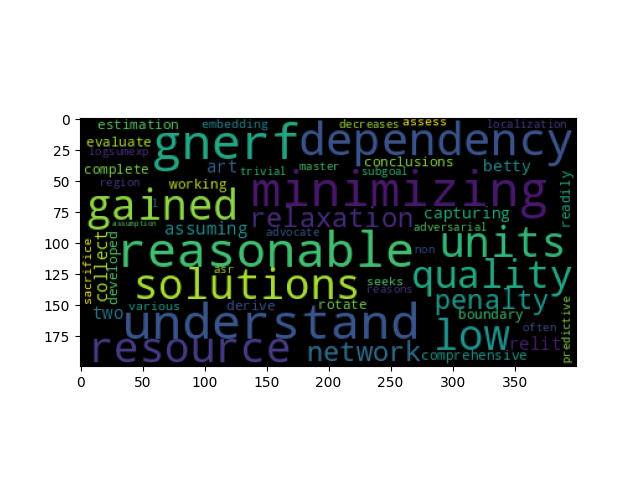 estimation embedding decreases assess localization
0 gnerf dependency
evaluate
25 logsumexp art conclusions betty
complete trivial master subgoal readily
50 region working minimizing
gained relaxation capturing
75 assumption assuming advocate adversarial
100 reasonable non units
sacrifice collect developed asr seeks quality
125 solutions reasons
various derive rotate penalty
150 two understand boundary predictive
low often
175 resource network relit
comprehensive
0 50 100 150 200 250 300 350